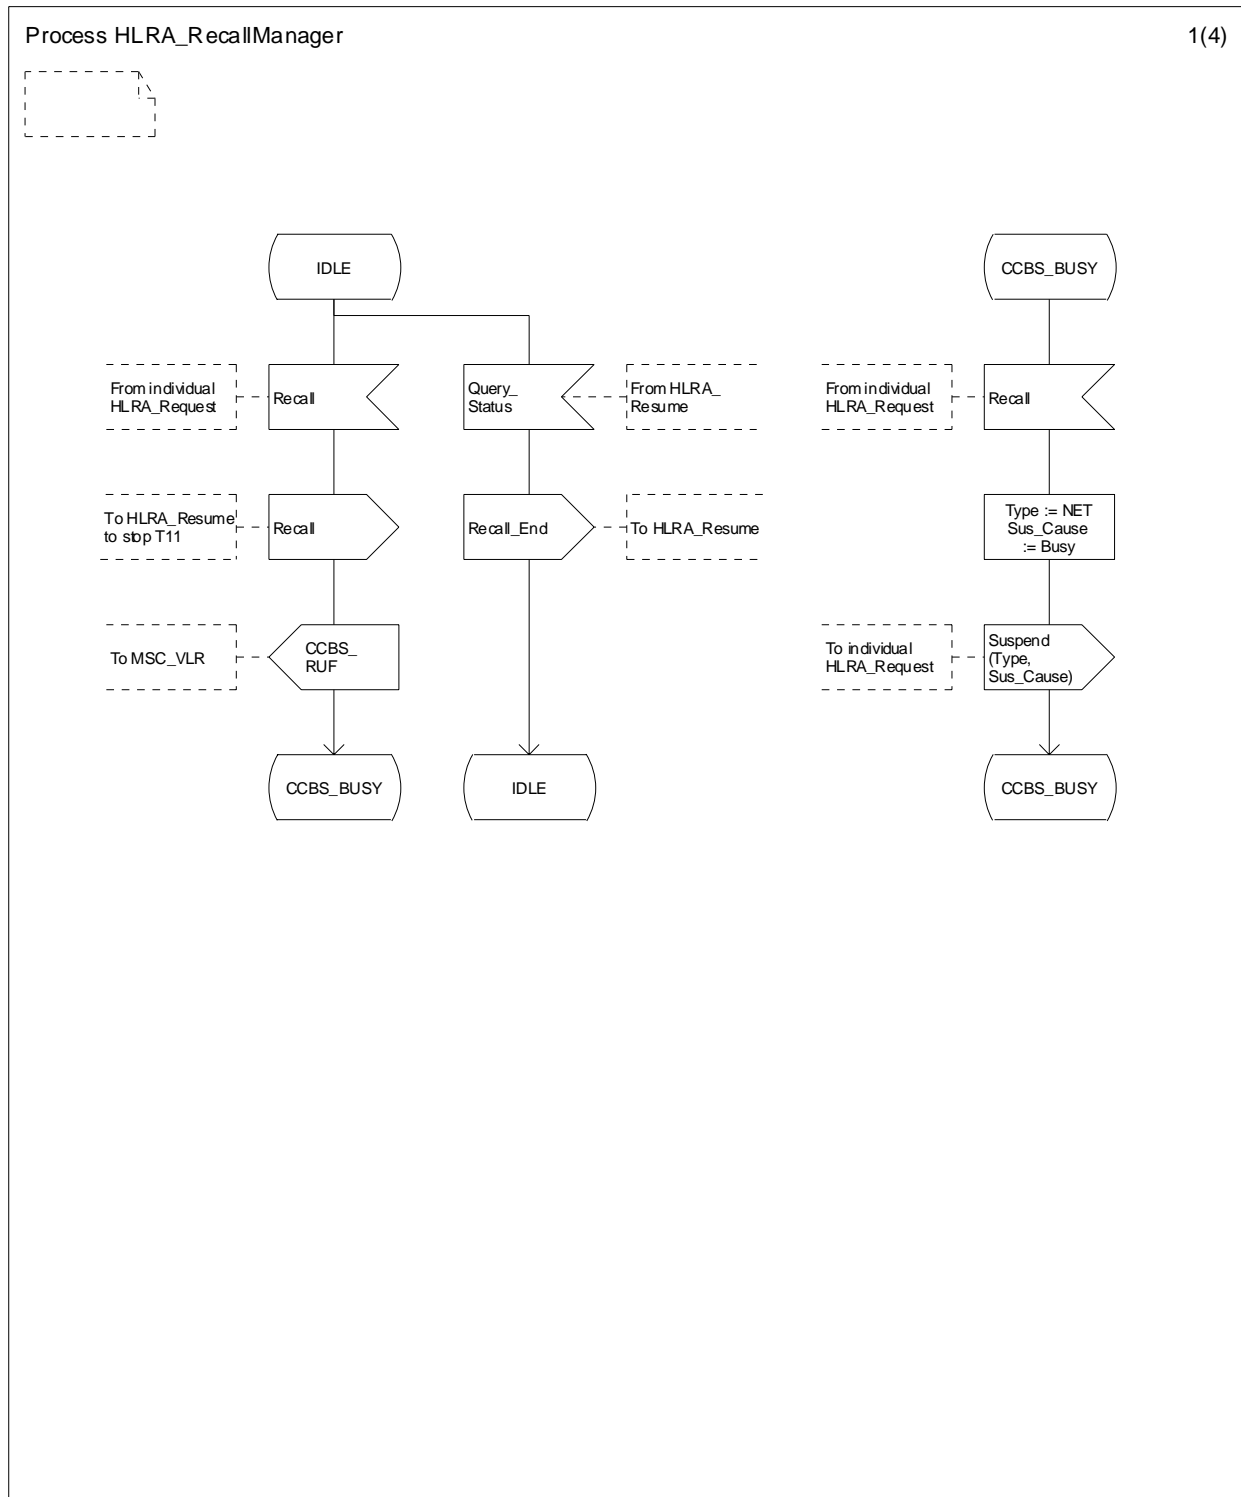 Process HLRA_RecallManager
1(4)
IDLE
CCBS_BUSY
From individual
HLRA_Request
Recall
Query_
Status
From HLRA_
Resume
From individual
HLRA_Request
Recall
To HLRA_Resume
to stop T11
Recall
Recall_End
To HLRA_Resume
Type := NET
Sus_Cause
:= Busy
To MSC_VLR
CCBS_
RUF
To individual
HLRA_Request
Suspend
(Type,
Sus_Cause)
CCBS_BUSY
IDLE
CCBS_BUSY